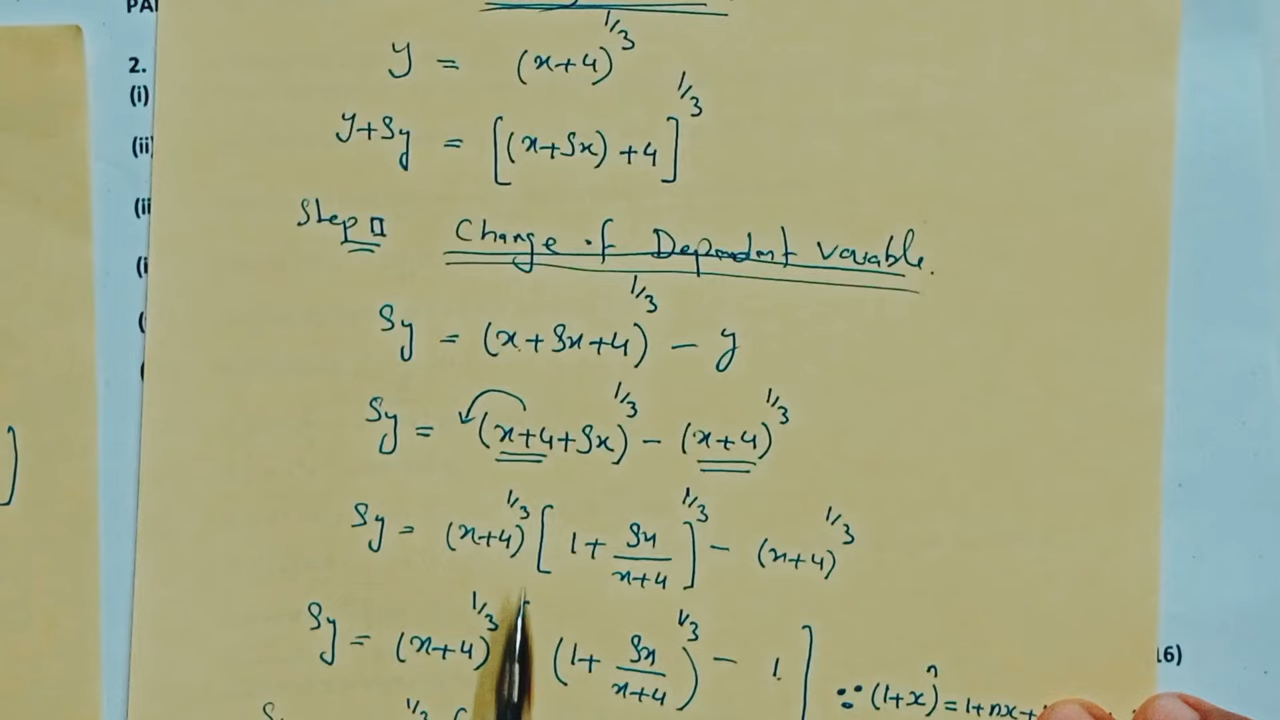 PA
2.
(i)
(ii)
(ii
(i
(
]
y = (x+4)^1/3
y+δy = [(x+δx)+4]^1/3
Step II Change of Dependent Variable.
δy = (x+δx+4)^1/3 - y
δy = (x+4+δx)^1/3 - (x+4)^1/3
δy = (x+4)^1/3 [1+ δx/x+4]^1/3 - (x+4)^1/3
δy = (x+4)^1/3 (1+ δx/x+4)^1/3 - 1 ]
16)
∵ (1+x)^n = 1+nx+